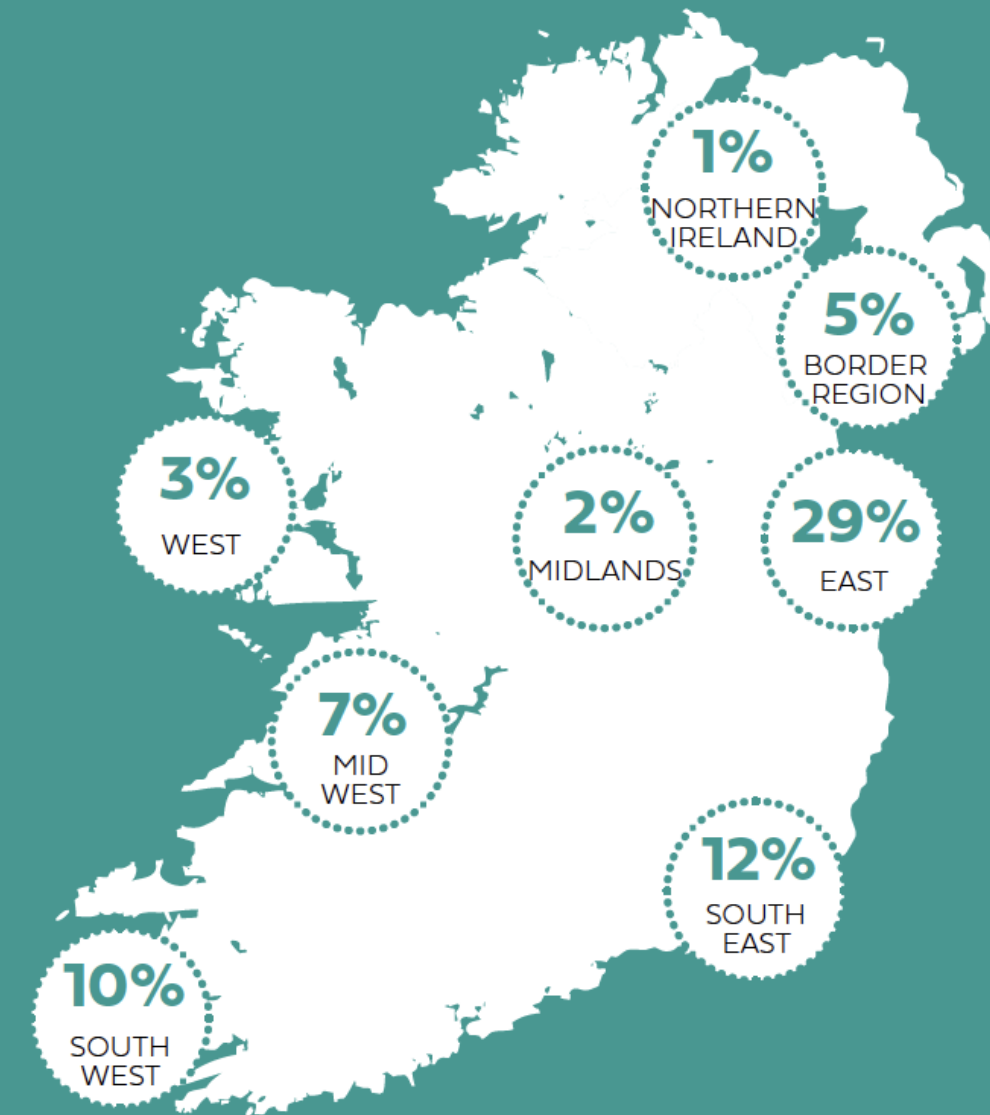 1%
NORTHERN
IRELAND
5%
BORDER
REGION
3%
WEST
2%
MIDLANDS
29%
EAST
7%
MID
WEST
12%
SOUTH
EAST
10%
SOUTH
WEST